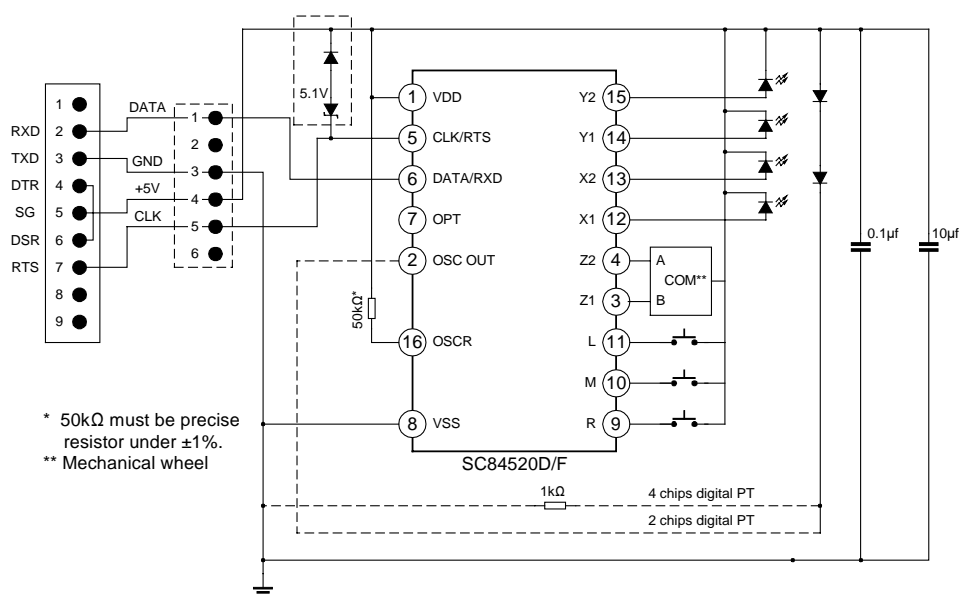 1
RXD 2
TXD 3
DTR 4
SG 5
DSR 6
RTS 7
8
9
DATA
GND
+5V
CLK
1
2
3
4
5
6
5.1V
50kΩ*
1 VDD
5 CLK/RTS
6 DATA/RXD
7 OPT
2 OSC OUT
16 OSCR
8 VSS
Y2 15
Y1 14
X2 13
X1 12
Z2 4
Z1 3
L 11
M 10
R 9
A
COM**
B
0.1μf
10μf
SC84520D/F
* 50kΩ must be precise
resistor under ±1%.
** Mechanical wheel
1kΩ
4 chips digital PT
2 chips digital PT